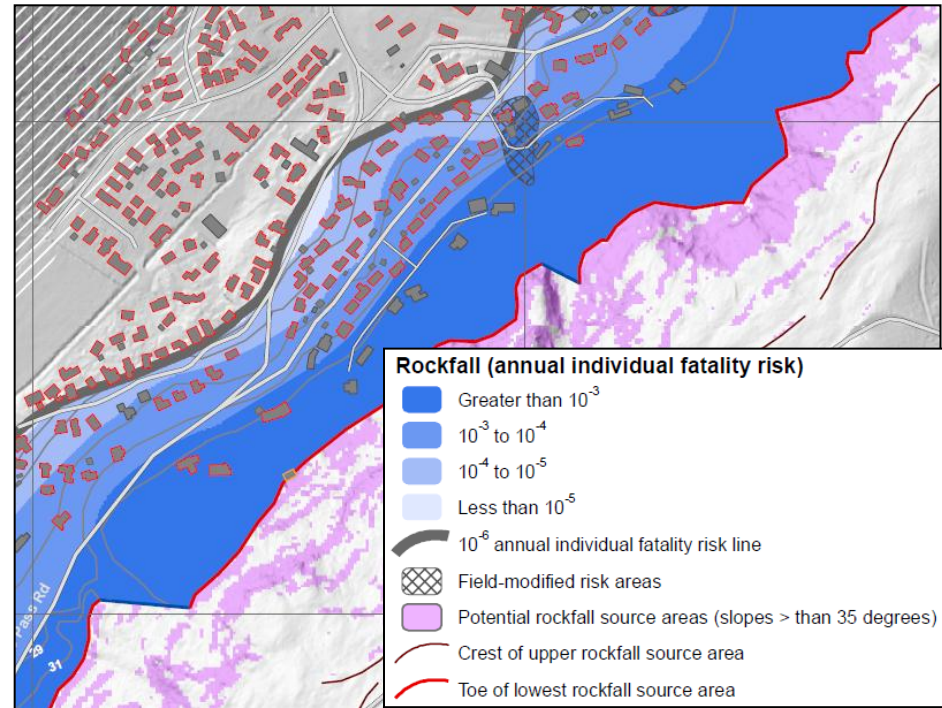 Rockfall (annual individual fatality risk)
Greater than 10⁻³
10⁻³ to 10⁻⁴
10⁻⁴ to 10⁻⁵
Less than 10⁻⁵
10⁻⁶ annual individual fatality risk line
Field-modified risk areas
Potential rockfall source areas (slopes > than 35 degrees)
Crest of upper rockfall source area
Toe of lowest rockfall source area
Pass Rd
29
31